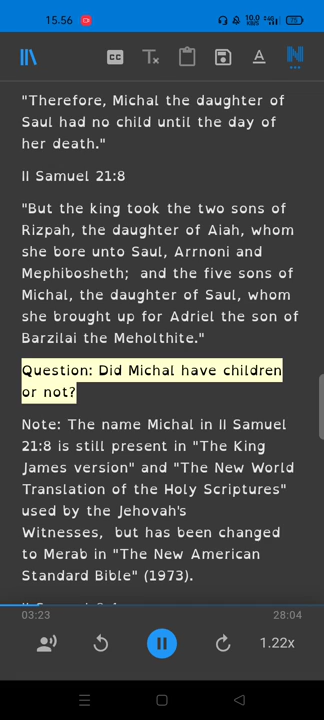 15.56
"Therefore, Michal the daughter of
Saul had no child until the day of
her death."
II Samuel 21:8
"But the king took the two sons of
Rizpah, the daughter of Aiah, whom
she bore unto Saul, Arrnoni and
Mephibosheth;  and the five sons of
Michal, the daughter of Saul, whom
she brought up for Adriel the son of
Barzilai the Meholthite."
Question: Did Michal have children
or not?
Note: The name Michal in II Samuel
21:8 is still present in "The King
James version" and "The New World
Translation of the Holy Scriptures"
used by the Jehovah's
Witnesses,  but has been changed
to Merab in "The New American
Standard Bible" (1973).
03:23
28:04
1.22x